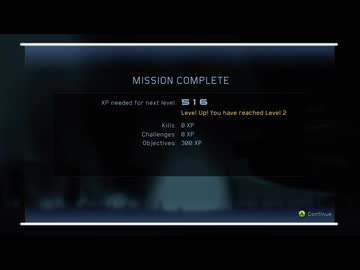 MISSION COMPLETE
XP needed for next level: 516
Level Up! You have reached Level 2
Kills: 0 XP
Challenges: 0 XP
Objectives: 300 XP
A Continue